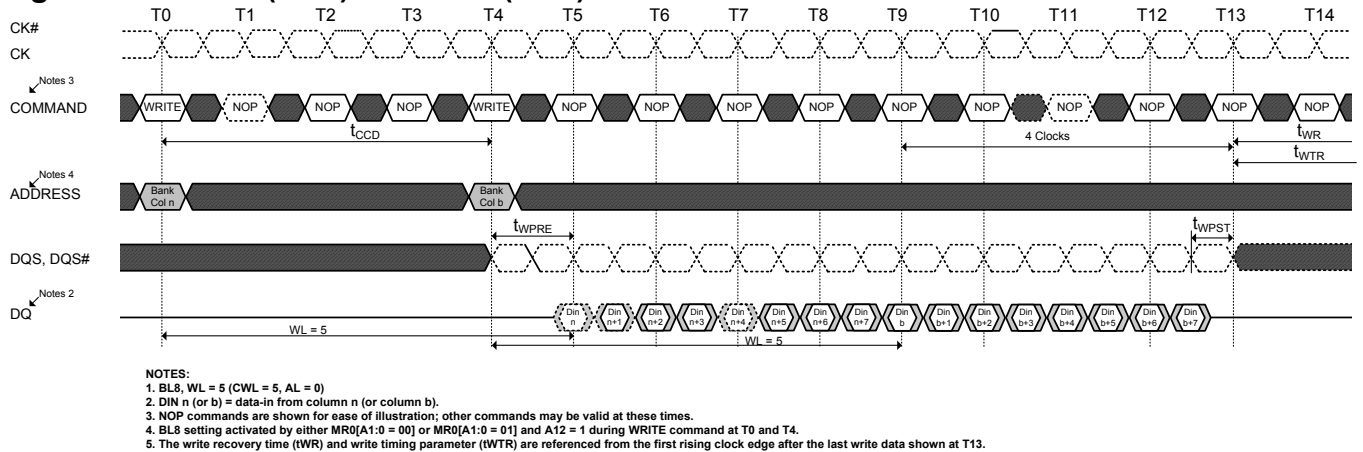 T0 T1 T2 T3 T4 T5 T6 T7 T8 T9 T10 T11 T12 T13 T14
CK#
CK
Notes 3
COMMAND
WRITE NOP NOP NOP WRITE NOP NOP NOP NOP NOP NOP NOP NOP NOP NOP
tCCD
4 Clocks
tWR
tWTR
Notes 4
ADDRESS
Bank Bank
Col n Col b
tWPRE
tWPST
DQS, DQS#
Notes 2
DQ
Din Din Din Din Din Din Din Din Din Din Din Din Din Din Din Din
n n+1 n+2 n+3 n+4 n+5 n+6 n+7 b b+1 b+2 b+3 b+4 b+5 b+6 b+7
WL = 5
WL = 5
NOTES:
1. BL8, WL = 5 (CWL = 5, AL = 0)
2. DIN n (or b) = data-in from column n (or column b).
3. NOP commands are shown for ease of illustration; other commands may be valid at these times.
4. BL8 setting activated by either MR0[A1:0 = 00] or MR0[A1:0 = 01] and A12 = 1 during WRITE command at T0 and T4.
5. The write recovery time (tWR) and write timing parameter (tWTR) are referenced from the first rising clock edge after the last write data shown at T13.